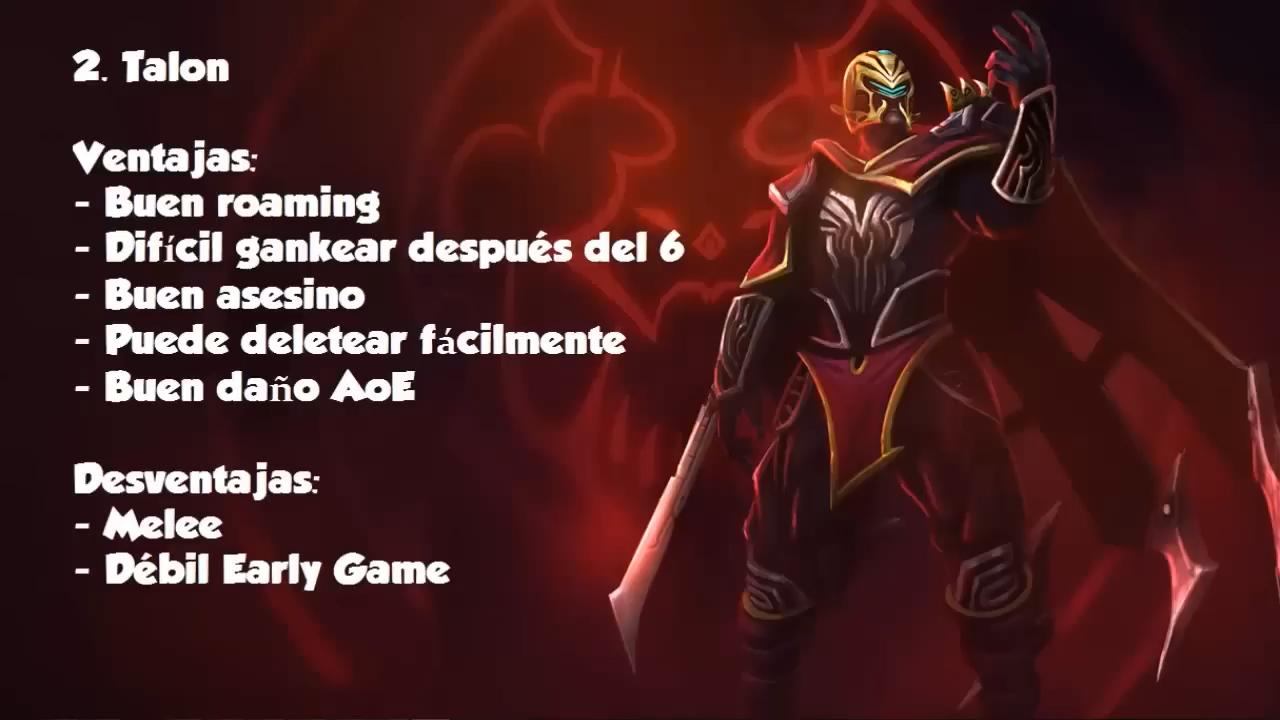 2. Talon
Ventajas:
- Buen roaming
- Difícil gankear después del 6
- Buen asesino
- Puede deletear fácilmente
- Buen daño AoE
Desventajas:
- Melee
- Débil Early Game